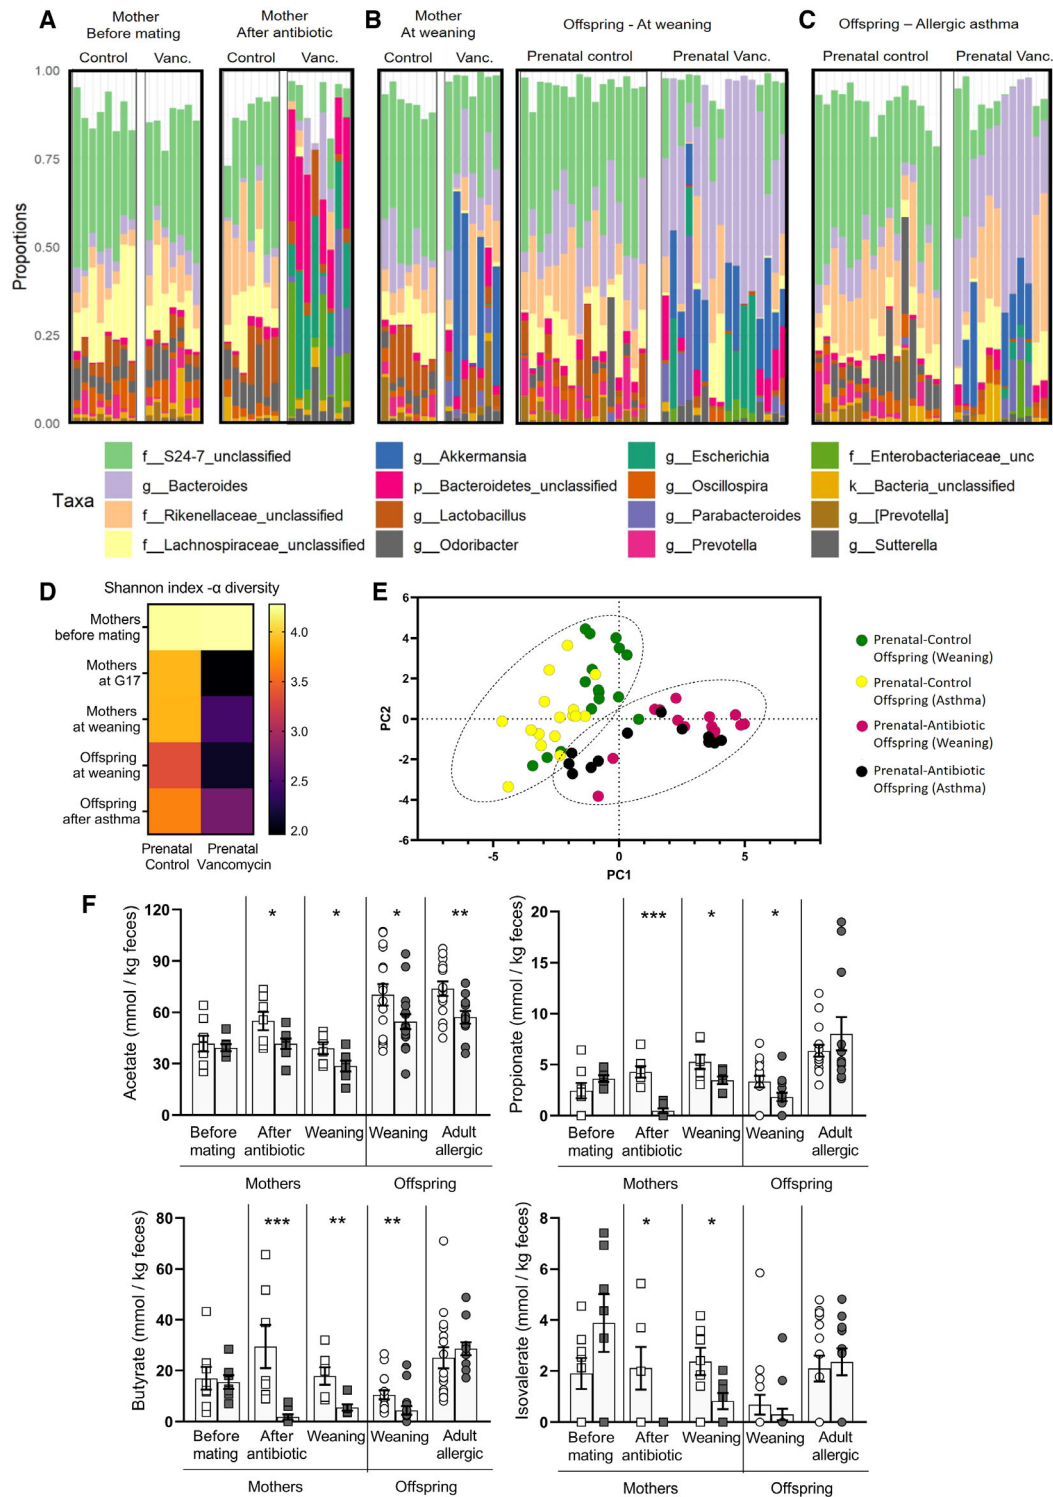 A
Mother
Before mating
Control Vanc.
Mother
After antibiotic
Control Vanc.
B
Mother
At weaning
Control Vanc.
Offspring - At weaning
Prenatal control Prenatal Vanc.
C
Offspring – Allergic asthma
Prenatal control Prenatal Vanc.
Proportions
1.00
0.75
0.50
0.25
0.00
Taxa
f__S24-7_unclassified
g__Bacteroides
f__Rikenellaceae_unclassified
f__Lachnospiraceae_unclassified
g__Akkermansia
p__Bacteroidetes_unclassified
g__Lactobacillus
g__Odoribacter
g__Escherichia
g__Oscillospira
g__Parabacteroides
g__Prevotella
f__Enterobacteriaceae_unc
k__Bacteria_unclassified
g__[Prevotella]
g__Sutterella
D
Shannon index -α diversity
Mothers
before mating
Mothers
at G17
Mothers
at weaning
Offspring
at weaning
Offspring
after asthma
Prenatal
Control
Prenatal
Vancomycin
4.0
3.5
3.0
2.5
2.0
E
PC2
6
4
2
0
-2
-4
-6
-5 0 5
PC1
Prenatal-Control
Offspring (Weaning)
Prenatal-Control
Offspring (Asthma)
Prenatal-Antibiotic
Offspring (Weaning)
Prenatal-Antibiotic
Offspring (Asthma)
F
Acetate (mmol / kg feces)
120
90
60
30
0
* * * **
Before
mating
After
antibiotic
Weaning
Weaning
Adult
allergic
Mothers Offspring
Propionate (mmol / kg feces)
20
15
10
5
0
*** * *
Before
mating
After
antibiotic
Weaning
Weaning
Adult
allergic
Mothers Offspring
Butyrate (mmol / kg feces)
80
60
40
20
0
*** ** **
Before
mating
After
antibiotic
Weaning
Weaning
Adult
allergic
Mothers Offspring
Isovalerate (mmol / kg feces)
8
6
4
2
0
* *
Before
mating
After
antibiotic
Weaning
Weaning
Adult
allergic
Mothers Offspring